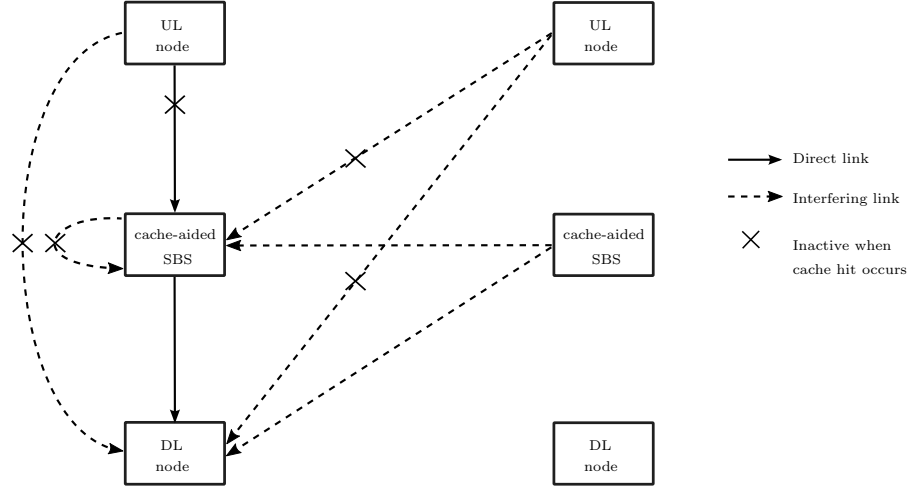 UL
node
UL
node
Direct link
Interfering link
cache-aided
SBS
cache-aided
SBS
Inactive when
cache hit occurs
DL
node
DL
node